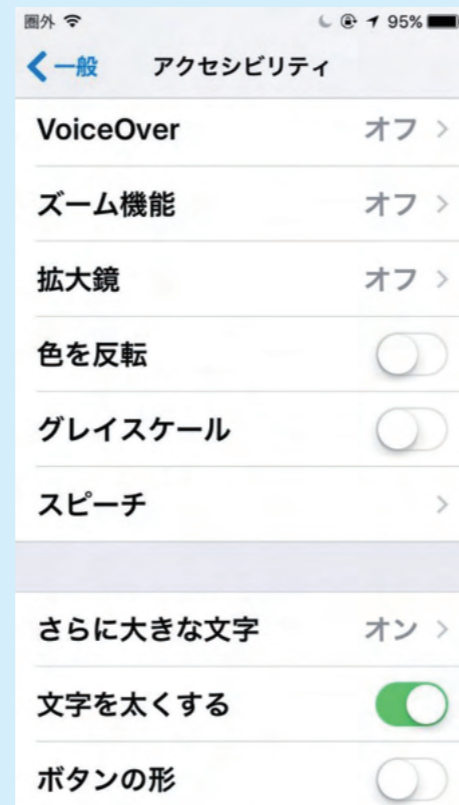 圏外 95%
一般 アクセシビリティ
VoiceOver オフ
ズーム機能 オフ
拡大鏡 オフ
色を反転
グレイスケール
スピーチ
さらに大きな文字 オン
文字を太くする
ボタンの形